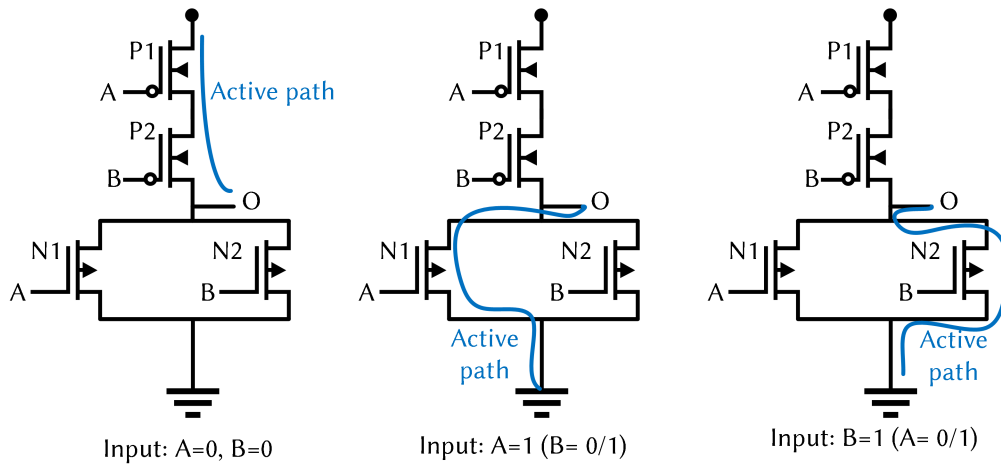 P1
A
Active path
P2
B
O
N1
N2
A
B
Input: A=0, B=0
P1
A
P2
B
O
N1
N2
A
B
Active
path
Input: A=1 (B= 0/1)
P1
A
P2
B
O
N1
N2
A
B
Active
path
Input: B=1 (A= 0/1)